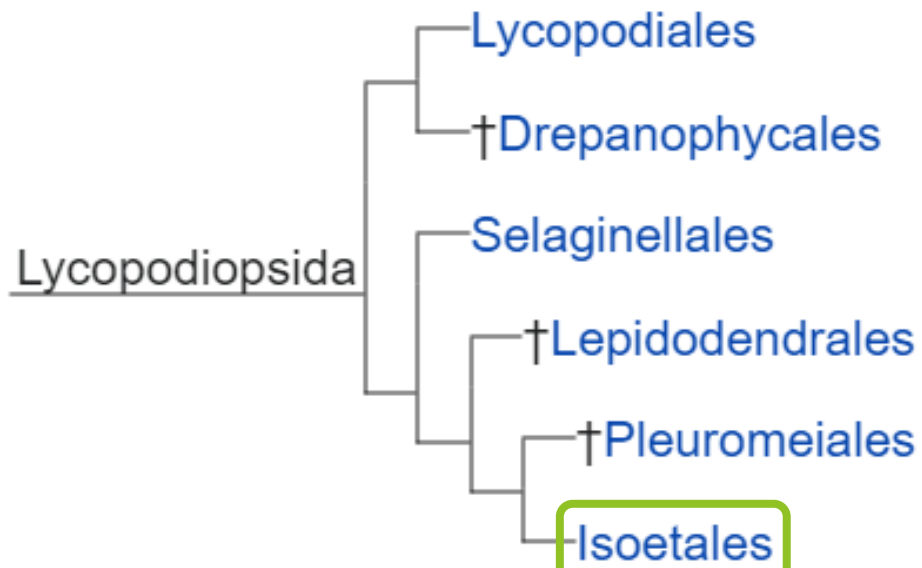 Lycopodiales
†Drepanophycales
Selaginellales
Lycopodiopsida
†Lepidodendrales
†Pleuromeiales
Isoetales